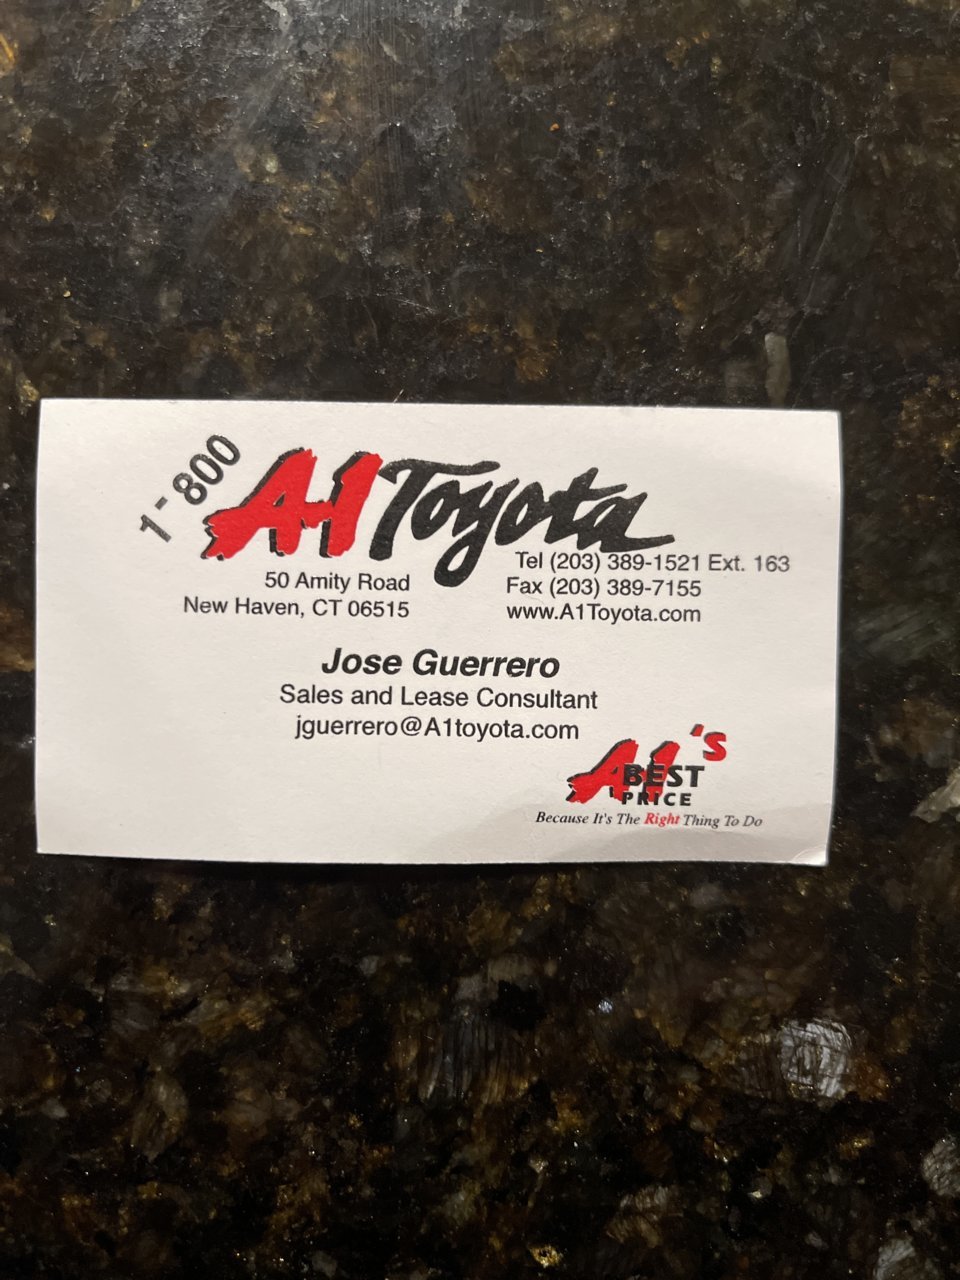 1-800 A-1 Toyota
50 Amity Road
New Haven, CT 06515
Tel (203) 389-1521 Ext. 163
Fax (203) 389-7155
www.A1Toyota.com
Jose Guerrero
Sales and Lease Consultant
jguerrero@A1toyota.com
A-1's
BEST
PRICE
Because It's The Right Thing To Do